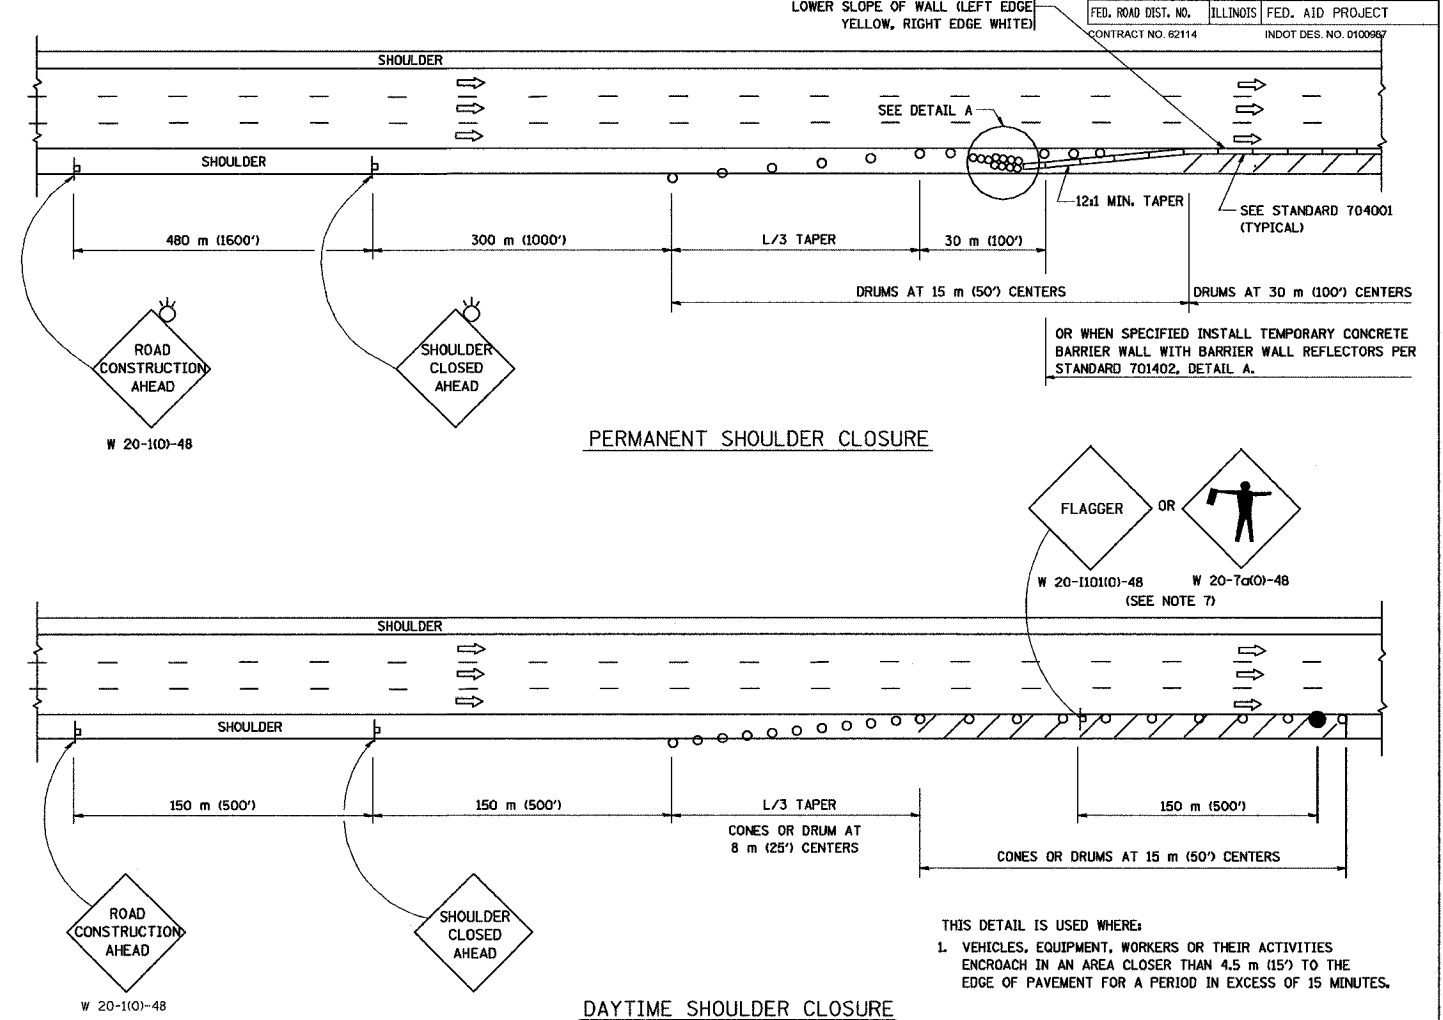 LOWER SLOPE OF WALL (LEFT EDGE
YELLOW, RIGHT EDGE WHITE)
FED. ROAD DIST. NO. ILLINOIS FED. AID PROJECT
CONTRACT NO. 62114 INDOT DES. NO. 0100987
SHOULDER
SEE DETAIL A
SHOULDER
12:1 MIN. TAPER
SEE STANDARD 704001
(TYPICAL)
480 m (1600')
300 m (1000')
L/3 TAPER
30 m (100')
DRUMS AT 15 m (50') CENTERS
DRUMS AT 30 m (100') CENTERS
OR WHEN SPECIFIED INSTALL TEMPORARY CONCRETE
BARRIER WALL WITH BARRIER WALL REFLECTORS PER
STANDARD 701402, DETAIL A.
ROAD
CONSTRUCTION
AHEAD
W 20-1(O)-48
SHOULDER
CLOSED
AHEAD
PERMANENT SHOULDER CLOSURE
FLAGGER
OR
W 20-I101(O)-48
W 20-7a(O)-48
(SEE NOTE 7)
SHOULDER
SHOULDER
150 m (500')
150 m (500')
L/3 TAPER
CONES OR DRUM AT
8 m (25') CENTERS
150 m (500')
CONES OR DRUMS AT 15 m (50') CENTERS
ROAD
CONSTRUCTION
AHEAD
W 20-1(O)-48
SHOULDER
CLOSED
AHEAD
THIS DETAIL IS USED WHERE:
1. VEHICLES, EQUIPMENT, WORKERS OR THEIR ACTIVITIES
ENCROACH IN AN AREA CLOSER THAN 4.5 m (15') TO THE
EDGE OF PAVEMENT FOR A PERIOD IN EXCESS OF 15 MINUTES.
DAYTIME SHOULDER CLOSURE